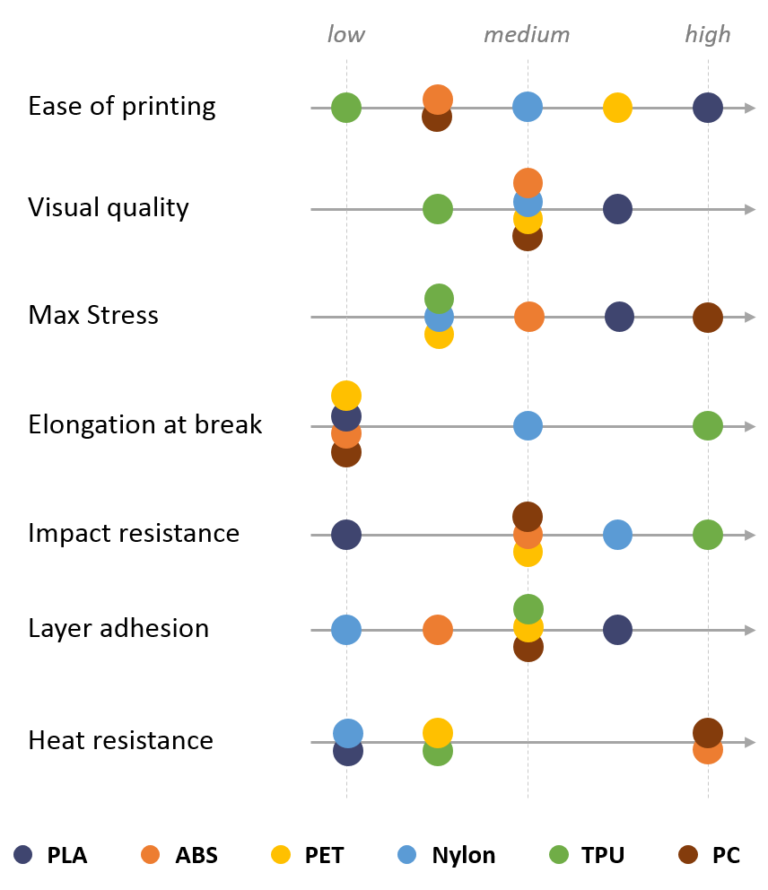 low medium high
Ease of printing
Visual quality
Max Stress
Elongation at break
Impact resistance
Layer adhesion
Heat resistance
PLA ABS PET Nylon TPU PC